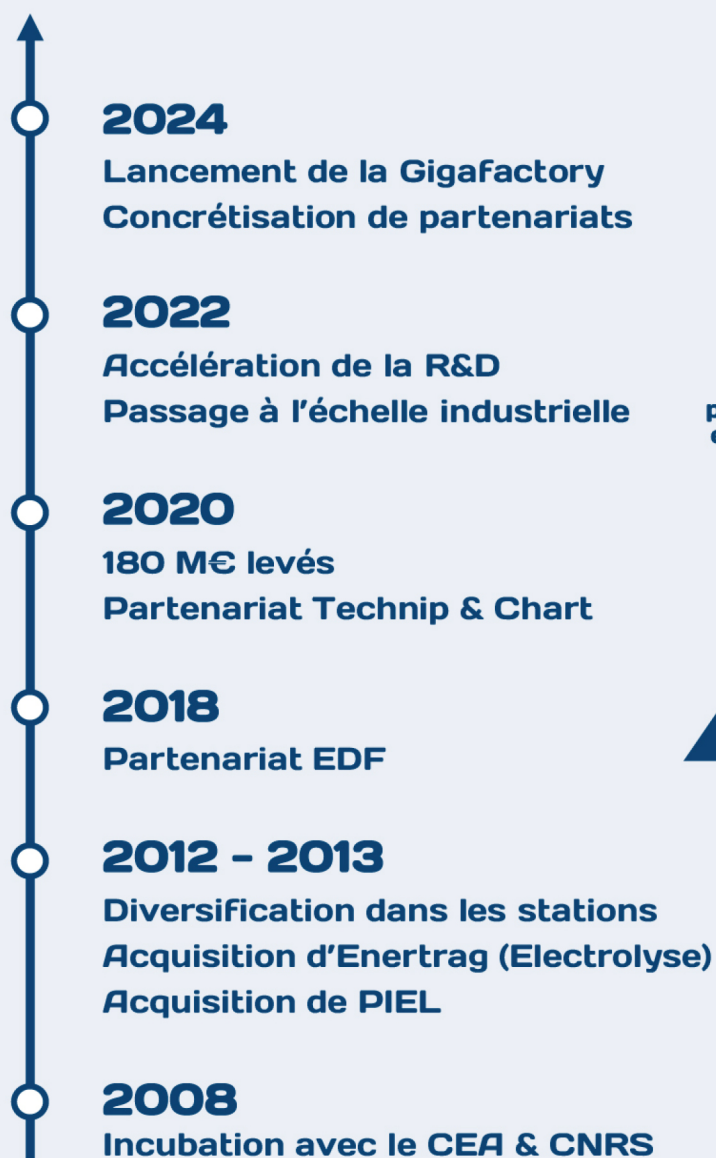 2024
Lancement de la Gigafactory
Concrétisation de partenariats
2022
Accélération de la R&D
Passage à l'échelle industrielle
2020
180 M€ levés
Partenariat Technip & Chart
2018
Partenariat EDF
2012 - 2013
Diversification dans les stations
Acquisition d'Enertrag (Electrolyse)
Acquisition de PIEL
2008
Incubation avec le CEA & CNRS